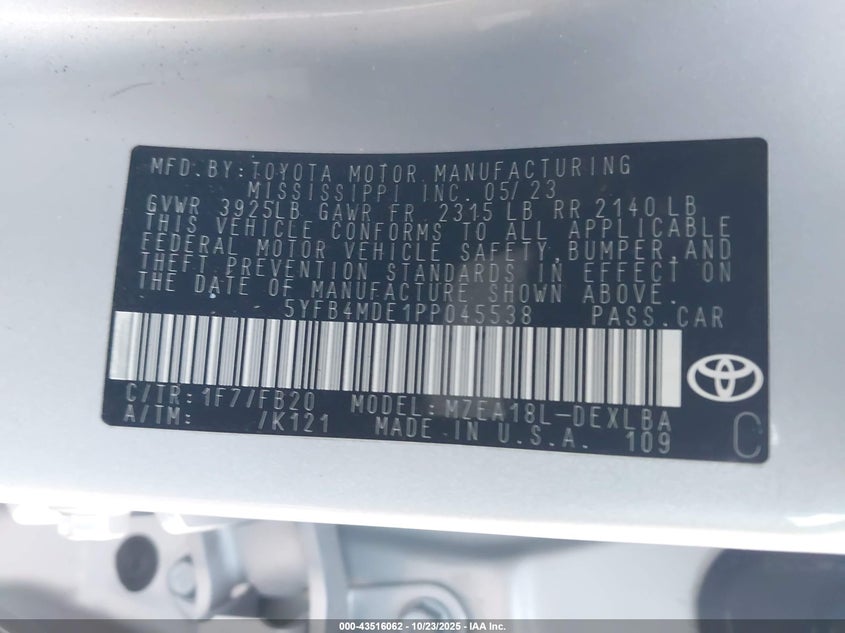 MFD.BY:TOYOTA MOTOR MANUFACTURING
MISSISSIPPI INC. 05/23
GVWR 3925LB GAWR FR 2315 LB RR 2140 LB
THIS VEHICLE CONFORMS TO ALL APPLICABLE
FEDERAL MOTOR VEHICLE SAFETY,BUMPER,AND
THEFT PREVENTION STANDARDS IN EFFECT ON
THE DATE OF MANUFACTURE SHOWN ABOVE.
5YFB4MDE1PP045538 PASS.CAR
C/TR:1F7/FB20 MODEL:MZEA18L-DEXLBA
A/TM: /K121 MADE IN U.S.A. 109
C
000-43516062 | 10/23/2025 | IAA Inc.